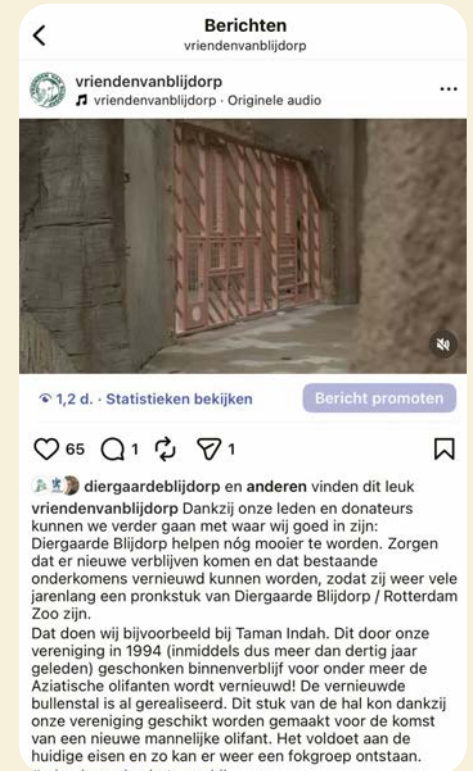 Berichten
vriendenvanblijdorp
vriendenvanblijdorp
vriendenvanblijdorp · Originele audio
1,2 d. · Statistieken bekijken
Bericht promoten
65 1 1
diergaardeblijdorp en anderen vinden dit leuk
vriendenvanblijdorp Dankzij onze leden en donateurs
kunnen we verder gaan met waar wij goed in zijn:
Diergaarde Blijdorp helpen nóg mooier te worden. Zorgen
dat er nieuwe verblijven komen en dat bestaande
onderkomens vernieuwd kunnen worden, zodat zij weer vele
jarenlang een pronkstuk van Diergaarde Blijdorp / Rotterdam
Zoo zijn.
Dat doen wij bijvoorbeeld bij Taman Indah. Dit door onze
vereniging in 1994 (inmiddels dus meer dan dertig jaar
geleden) geschonken binnenverblijf voor onder meer de
Aziatische olifanten wordt vernieuwd! De vernieuwde
bullenstal is al gerealiseerd. Dit stuk van de hal kon dankzij
onze vereniging geschikt worden gemaakt voor de komst
van een nieuwe mannelijke olifant. Het voldoet aan de
huidige eisen en zo kan er weer een fokgroep ontstaan.